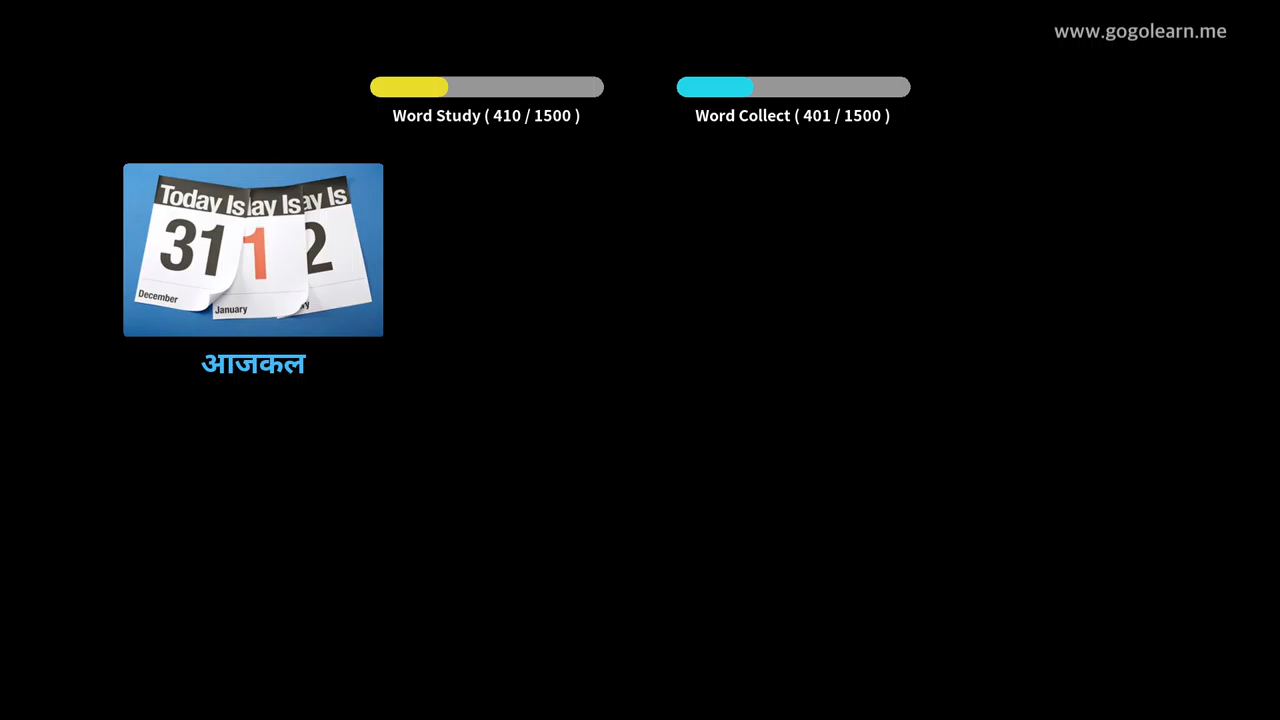 www.gogolearn.me
Word Study ( 410 / 1500 )
Word Collect ( 401 / 1500 )
Today Is
ay Is
ay Is
31
1
2
December
January
ry
आजकल